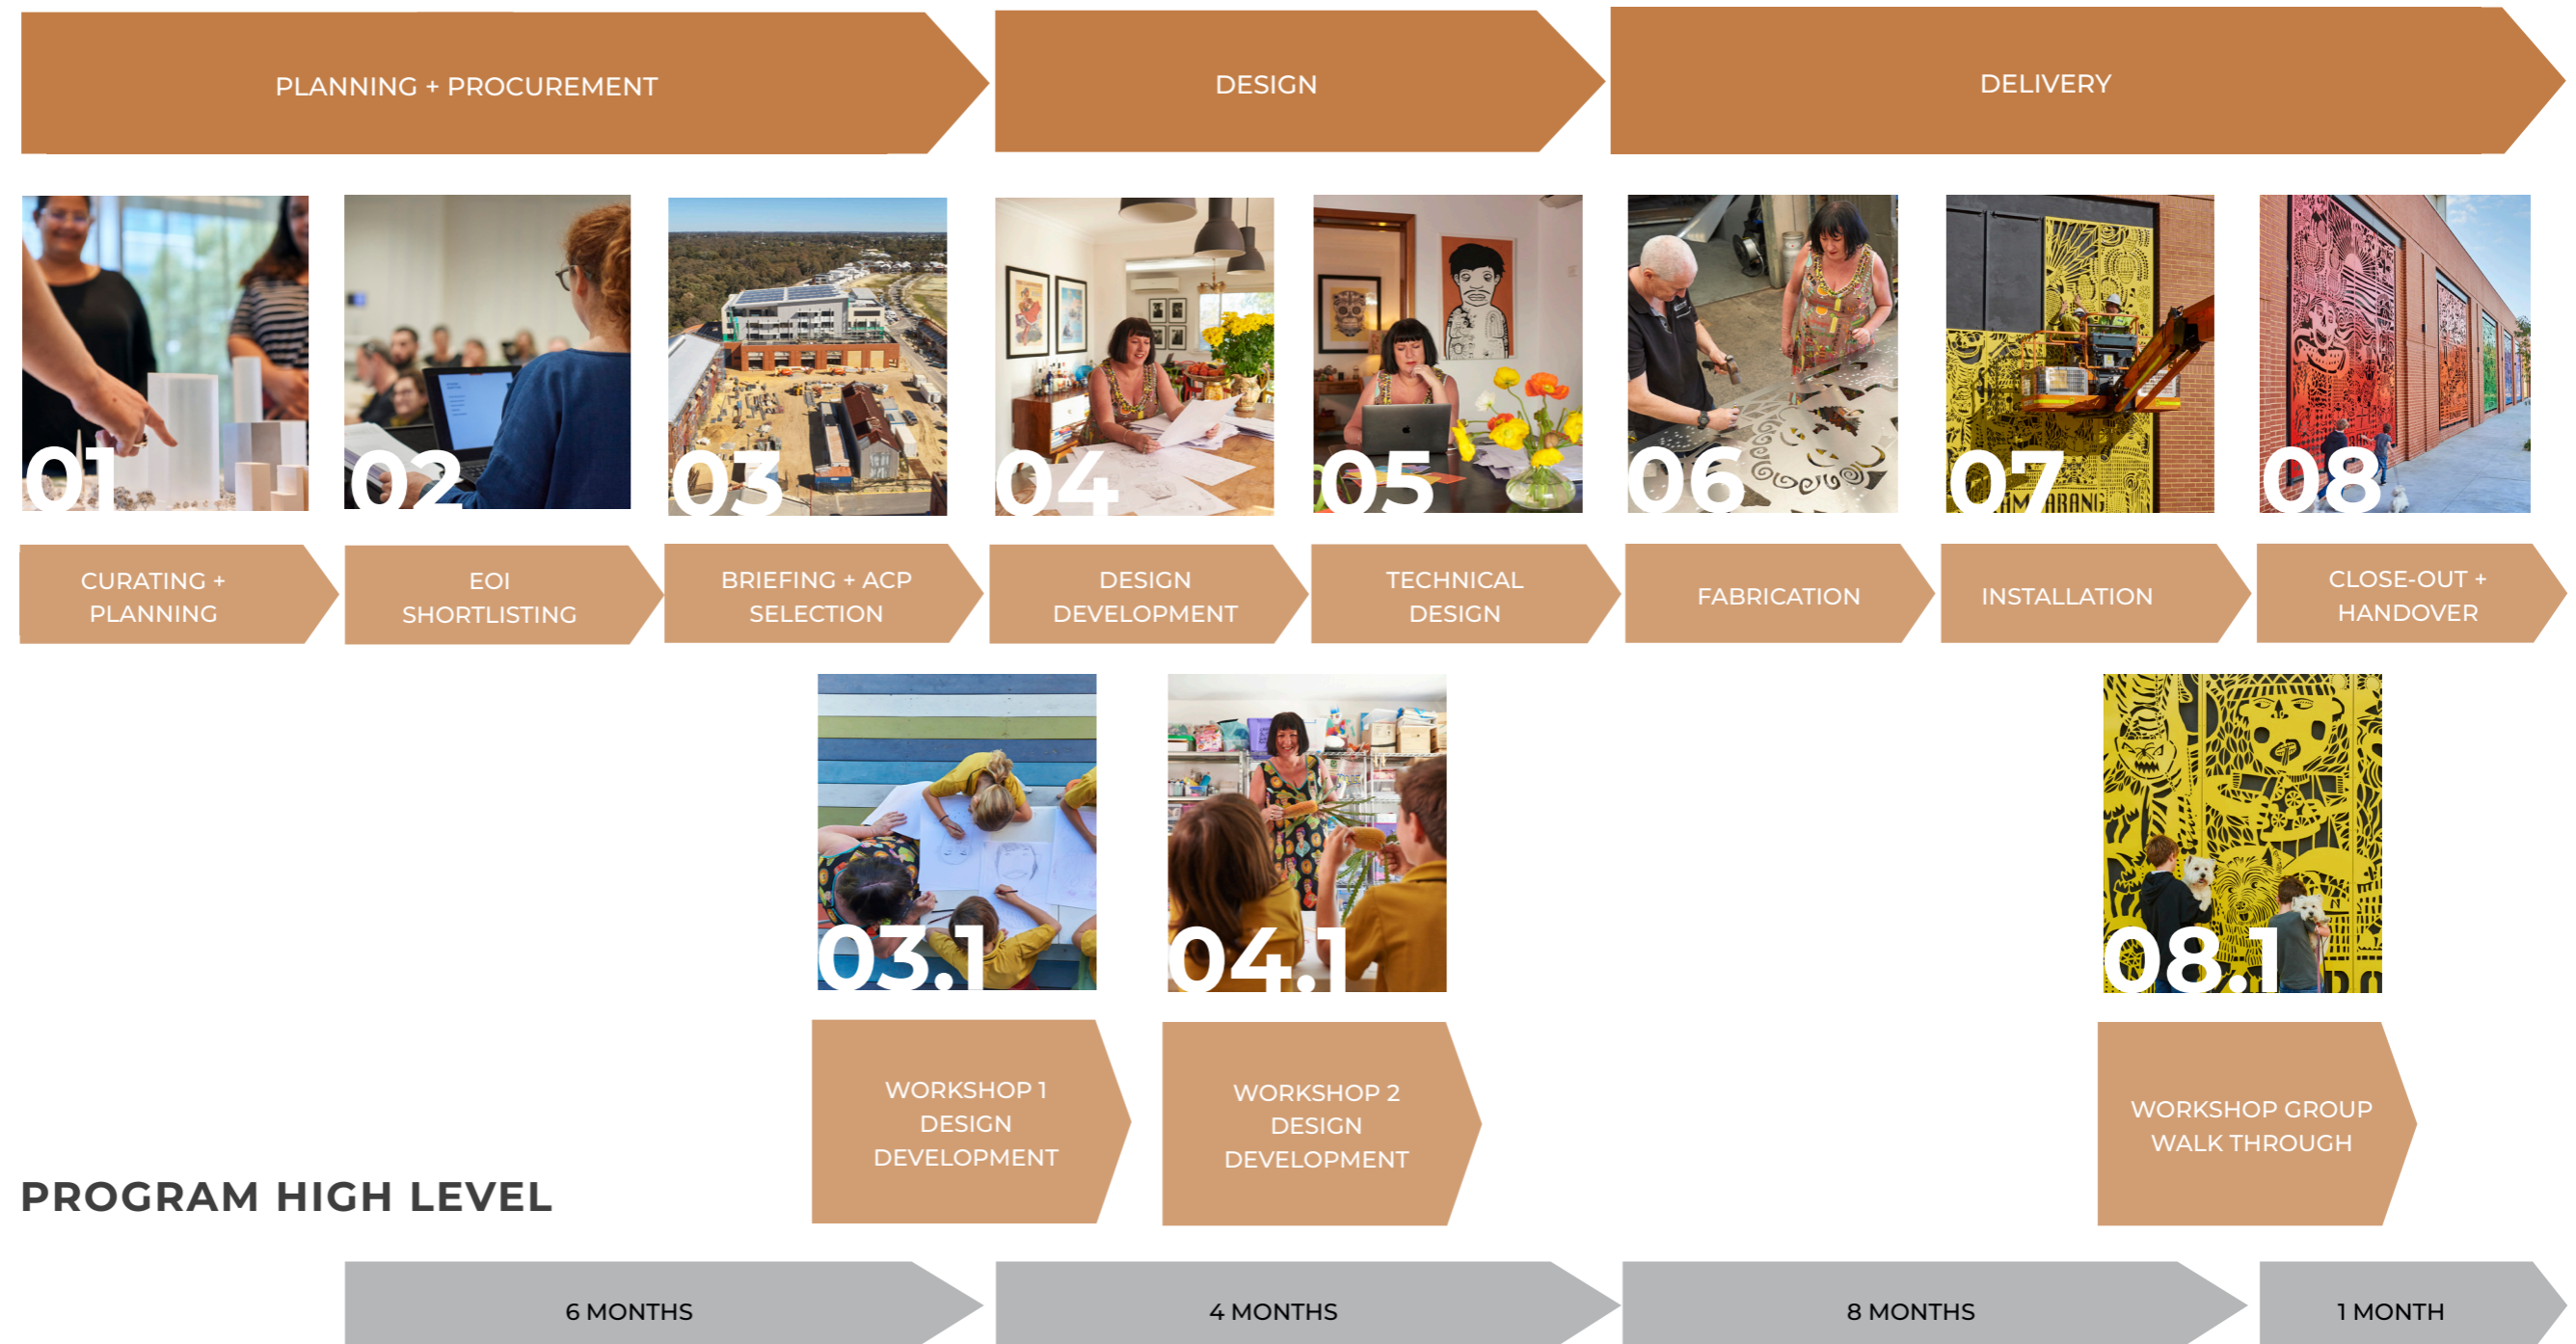 PLANNING + PROCUREMENT
DESIGN
DELIVERY
01
02
03
04
05
06
07
08
CURATING +
PLANNING
EOI
SHORTLISTING
BRIEFING + ACP
SELECTION
DESIGN
DEVELOPMENT
TECHNICAL
DESIGN
FABRICATION
INSTALLATION
CLOSE-OUT +
HANDOVER
03.1
04.1
08.1
WORKSHOP 1
DESIGN
DEVELOPMENT
WORKSHOP 2
DESIGN
DEVELOPMENT
WORKSHOP GROUP
WALK THROUGH
PROGRAM HIGH LEVEL
6 MONTHS
4 MONTHS
8 MONTHS
1 MONTH